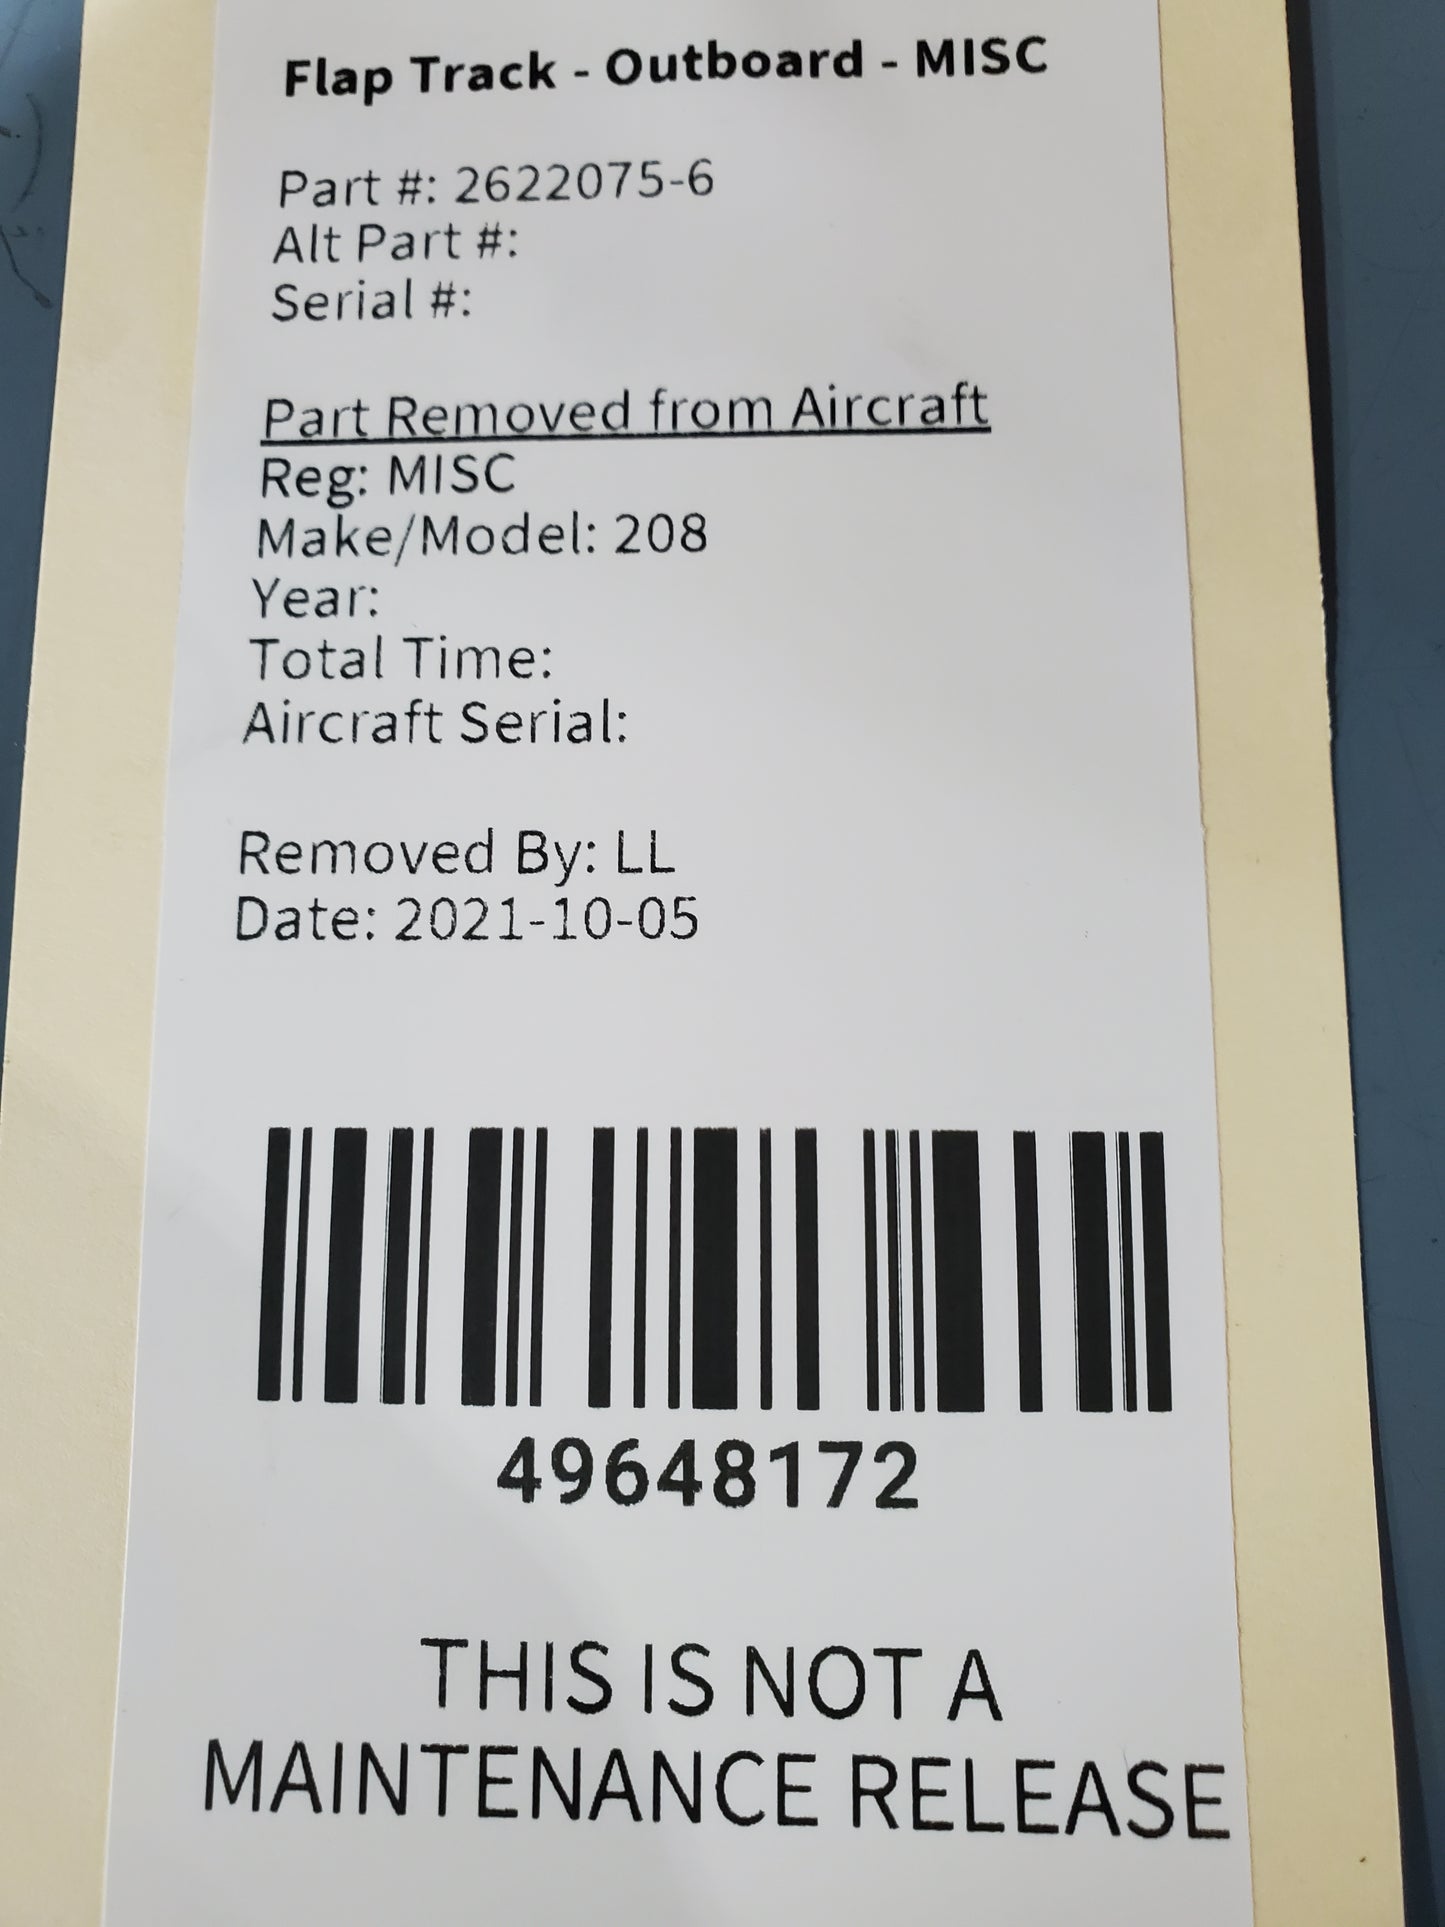 Flap Track - Outboard - MISC
Part #: 2622075-6
Alt Part #:
Serial #:
Part Removed from Aircraft
Reg: MISC
Make/Model: 208
Year:
Total Time:
Aircraft Serial:
Removed By: LL
Date: 2021-10-05
49648172
THIS IS NOT A
MAINTENANCE RELEASE